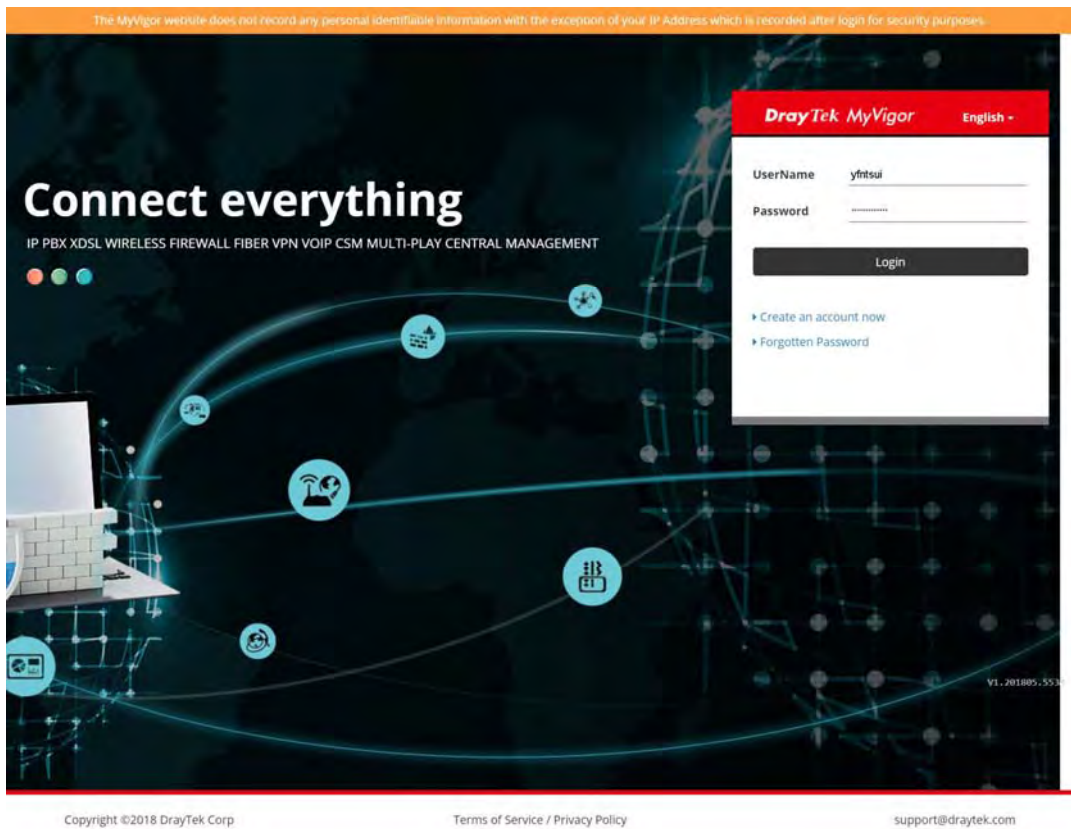 The MyVigor website does not record any personal identifiable information with the exception of your IP Address which is recorded after login for security purposes.
DrayTek MyVigor English
UserName yfntsui
Password ·············
Login
Create an account now
Forgotten Password
Connect everything
IP PBX XDSL WIRELESS FIREWALL FIBER VPN VOIP CSM MULTI-PLAY CENTRAL MANAGEMENT
Copyright ©2018 DrayTek Corp Terms of Service / Privacy Policy support@draytek.com